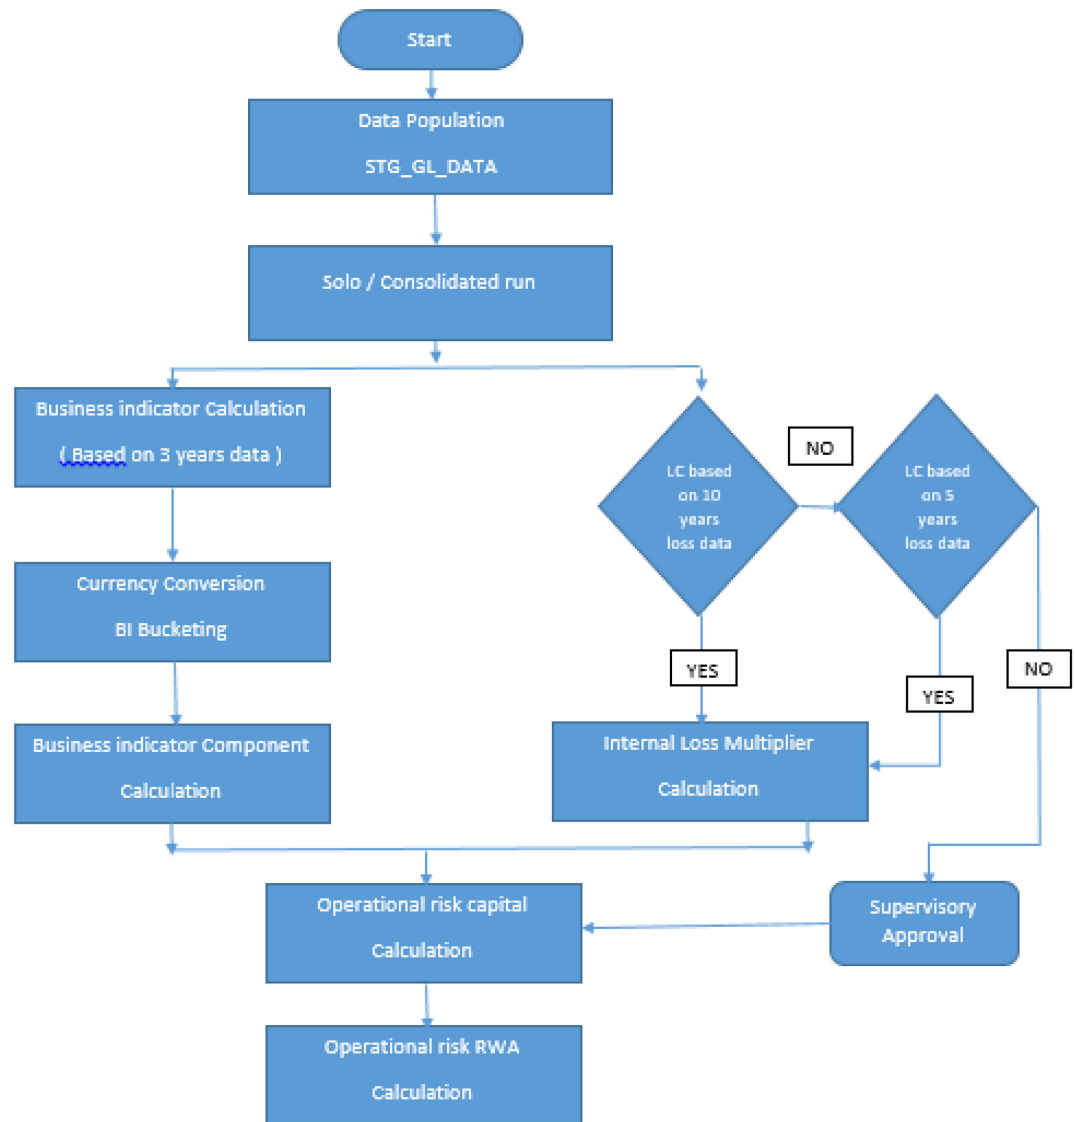 Start
Data Population
STG_GL_DATA
Solo / Consolidated run
Business indicator Calculation
( Based on 3 years data )
LC based
on 10
years
loss data
NO
LC based
on 5
years
loss data
Currency Conversion
BI Bucketing
YES
YES
NO
Business indicator Component
Calculation
Internal Loss Multiplier
Calculation
Operational risk capital
Calculation
Supervisory
Approval
Operational risk RWA
Calculation